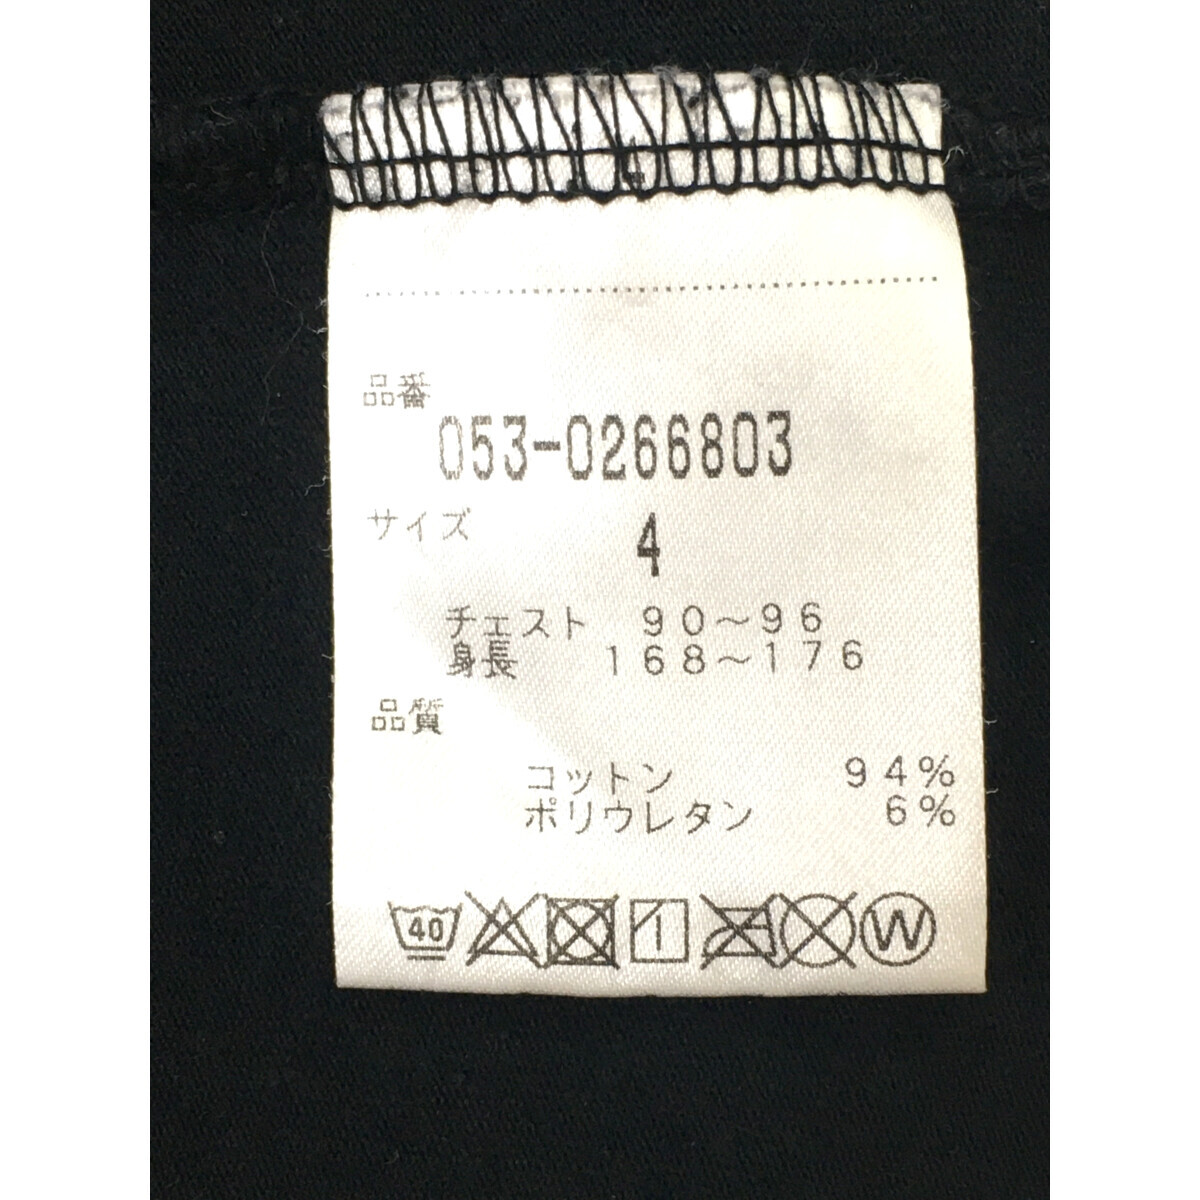 品番
053-0266803
サイズ 4
チェスト 90～96
身長 168～176
品質
コットン 94%
ポリウレタン 6%
40 W